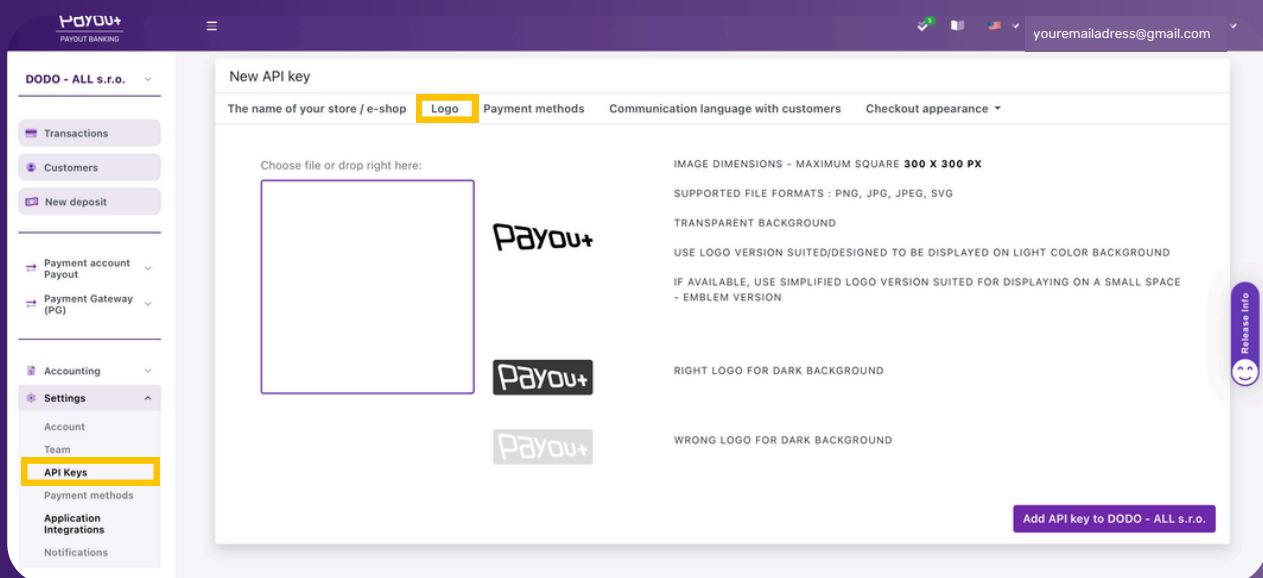 Payou+
PAYOUT BANKING
5
youremailadress@gmail.com
DODO - ALL s.r.o.
Transactions
Customers
New deposit
Payment account
Payout
Payment Gateway
(PG)
Accounting
Settings
Account
Team
API Keys
Payment methods
Application
Integrations
Notifications
New API key
The name of your store / e-shop
Logo
Payment methods
Communication language with customers
Checkout appearance
Choose file or drop right here:
Payou+
IMAGE DIMENSIONS - MAXIMUM SQUARE 300 X 300 PX
SUPPORTED FILE FORMATS : PNG, JPG, JPEG, SVG
TRANSPARENT BACKGROUND
USE LOGO VERSION SUITED/DESIGNED TO BE DISPLAYED ON LIGHT COLOR BACKGROUND
IF AVAILABLE, USE SIMPLIFIED LOGO VERSION SUITED FOR DISPLAYING ON A SMALL SPACE
- EMBLEM VERSION
Payou+
RIGHT LOGO FOR DARK BACKGROUND
Payou+
WRONG LOGO FOR DARK BACKGROUND
Add API key to DODO - ALL s.r.o.
Release Info